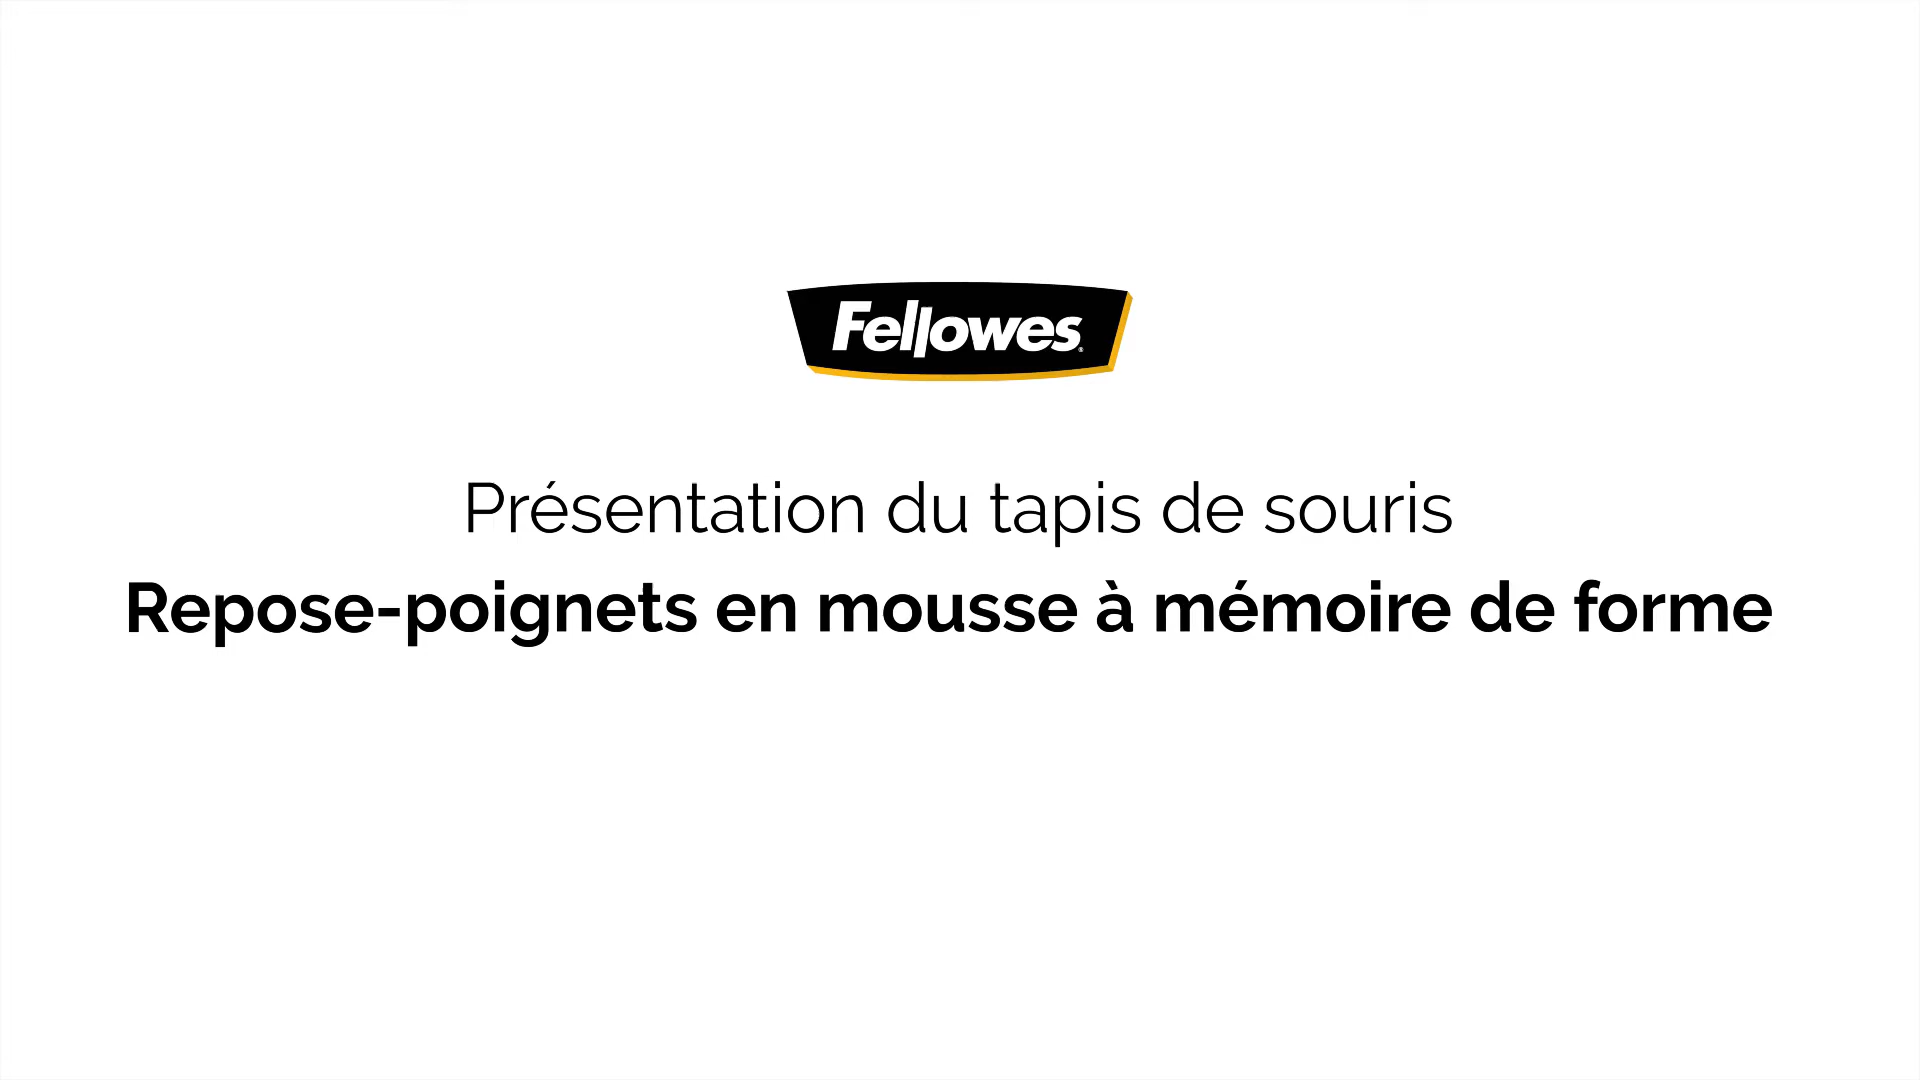 Fellowes®
Présentation du tapis de souris
Repose-poignets en mousse à mémoire de forme